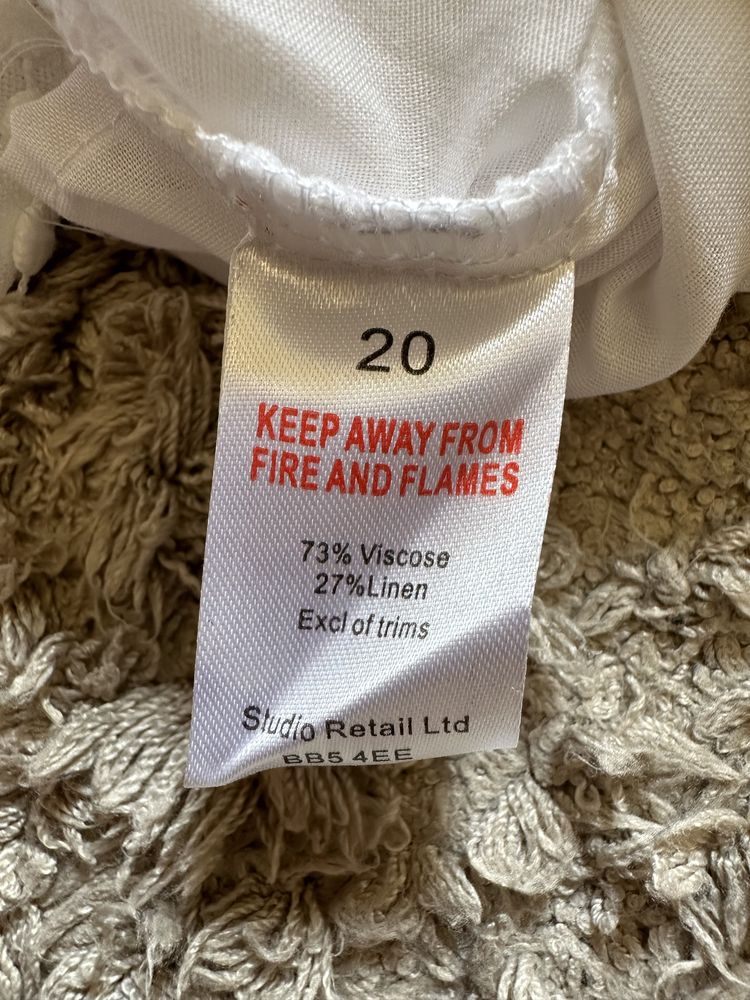 20
KEEP AWAY FROM
FIRE AND FLAMES
73% Viscose
27%Linen
Excl of trims
Studio Retail Ltd
BB5 4EE